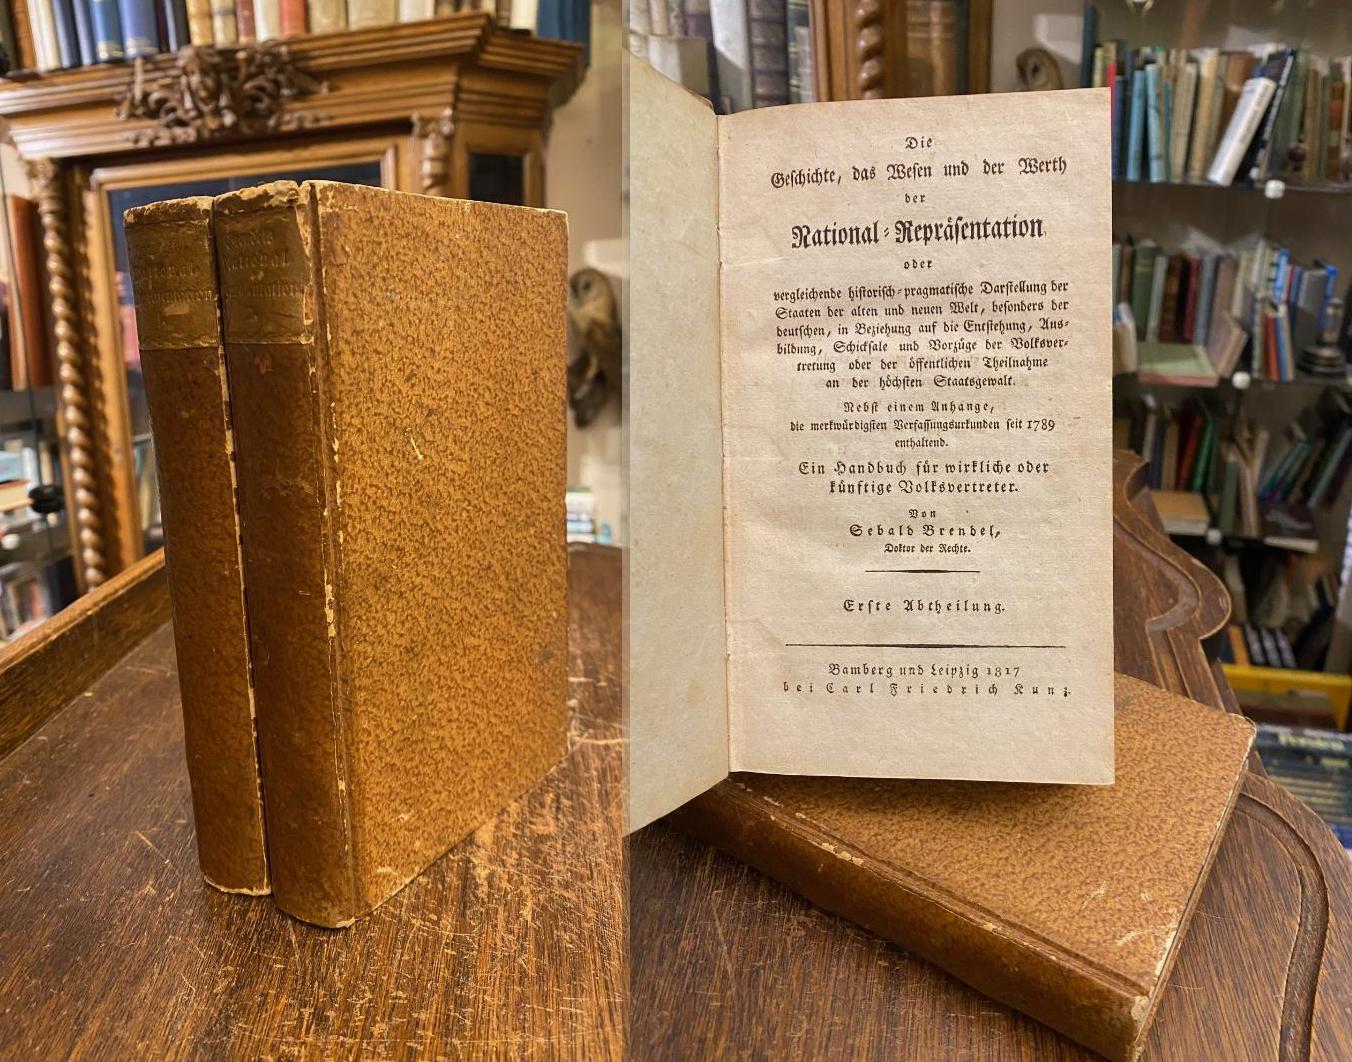 National
Brendels
National
Die
Geschichte, das Wesen und der Werth
der
National-Repräsentation
oder
vergleichende historisch-pragmatische Darstellung der
Staaten der alten und neuen Welt, besonders der
deutschen, in Beziehung auf die Entstehung, Aus-
bildung, Schicksale und Vorzüge der Volksver-
tretung oder der öffentlichen Theilnahme
an der höchsten Staatsgewalt.
Nebst einem Anhange,
die merkwürdigsten Verfassungsurkunden seit 1789
enthaltend.
Ein Handbuch für wirkliche oder
künftige Volksvertreter.
Von
Sebald Brendel,
Doktor der Rechte.
Erste Abtheilung.
Bamberg und Leipzig 1817
bei Carl Friedrich Kunz.